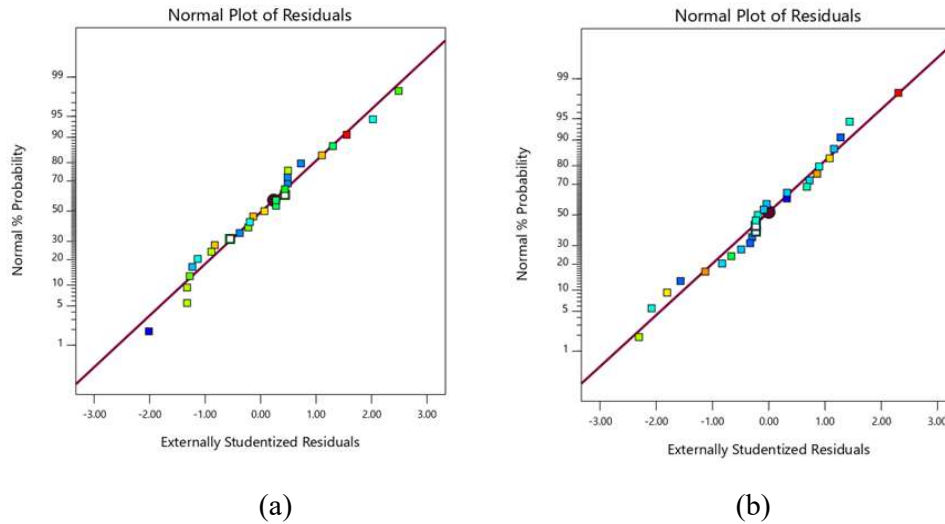 Normal Plot of Residuals
Normal % Probability
99
95
90
80
70
50
30
20
10
5
1
-3.00 -2.00 -1.00 0.00 1.00 2.00 3.00
Externally Studentized Residuals
(a)
Normal Plot of Residuals
Normal % Probability
99
95
90
80
70
50
30
20
10
5
1
-3.00 -2.00 -1.00 0.00 1.00 2.00 3.00
Externally Studentized Residuals
(b)